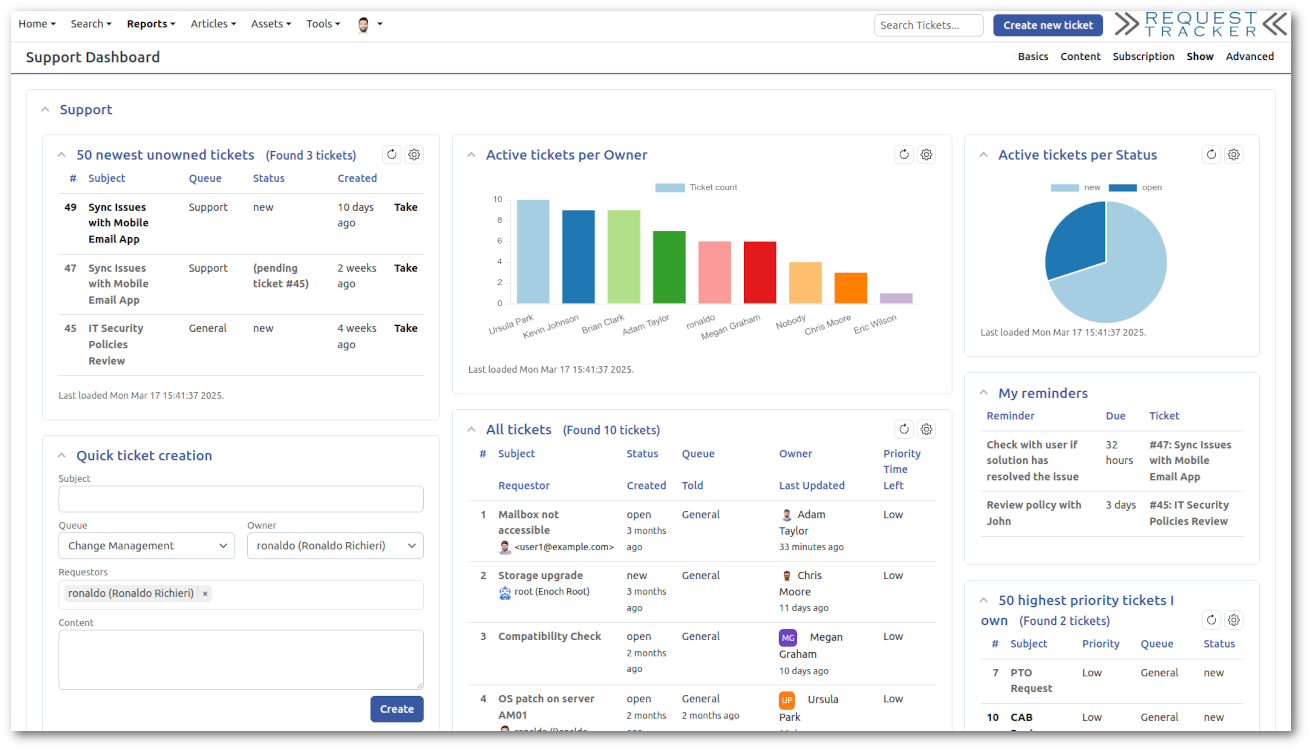 Home Search Reports Articles Assets Tools
Search Tickets... Create new ticket REQUEST TRACKER
Support Dashboard
Basics Content Subscription Show Advanced
Support
50 newest unowned tickets (Found 3 tickets)
# Subject Queue Status Created
49 Sync Issues with Mobile Email App Support new 10 days ago Take
47 Sync Issues with Mobile Email App Support (pending ticket #45) 2 weeks ago Take
45 IT Security Policies Review General new 4 weeks ago Take
Last loaded Mon Mar 17 15:41:37 2025.
Quick ticket creation
Subject
Queue Owner
Change Management ronaldo (Ronaldo Richieri)
Requestors
ronaldo (Ronaldo Richieri) ×
Content
Create
Active tickets per Owner
Ticket count
10
8
6
4
2
0
Ursula Park Kevin Johnson Brian Clark Adam Taylor ronaldo Megan Graham Nobody Chris Moore Eric Wilson
Last loaded Mon Mar 17 15:41:37 2025.
All tickets (Found 10 tickets)
# Subject Status Queue Owner Priority
Time
Requestor Created Told Last Updated Left
1 Mailbox not accessible open General Adam Taylor Low
<user1@example.com> 3 months ago 33 minutes ago
2 Storage upgrade new General Chris Moore Low
root (Enoch Root) 3 months ago 11 days ago
3 Compatibility Check open General MG Megan Graham Low
2 months ago 10 days ago
4 OS patch on server AM01 open General UP Ursula Park Low
2 months 2 months ago
Active tickets per Status
new open
Last loaded Mon Mar 17 15:41:37 2025.
My reminders
Reminder Due Ticket
Check with user if solution has resolved the issue 32 hours #47: Sync Issues with Mobile Email App
Review policy with John 3 days #45: IT Security Policies Review
50 highest priority tickets I own (Found 2 tickets)
# Subject Priority Queue Status
7 PTO Request Low General new
10 CAB Low General new